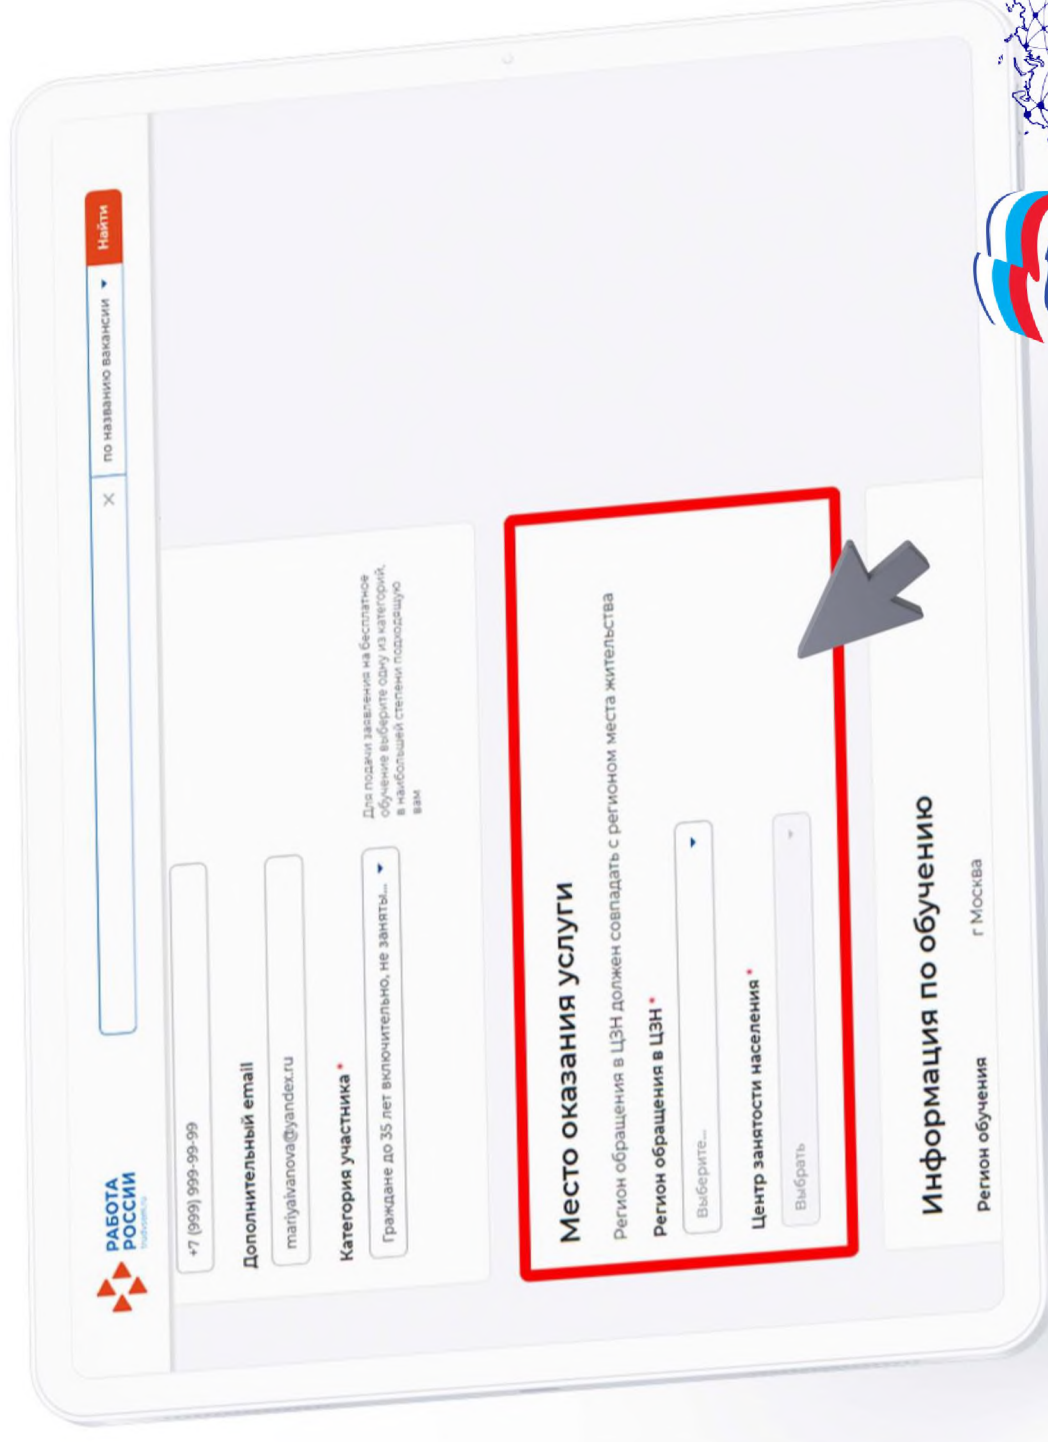 РАБОТА
РОССИИ
trudvsem.ru
по названию вакансии
Найти
+7 (999) 999-99-99
Дополнительный email
mariyaivanova@yandex.ru
Категория участника *
Граждане до 35 лет включительно, не заняты...
Для подачи заявления на бесплатное
обучение выберите одну из категорий,
в наибольшей степени подходящую
вам
Место оказания услуги
Регион обращения в ЦЗН должен совпадать с регионом места жительства
Регион обращения в ЦЗН *
Выберите...
Центр занятости населения *
Выбрать
Информация по обучению
Регион обучения
г Москва